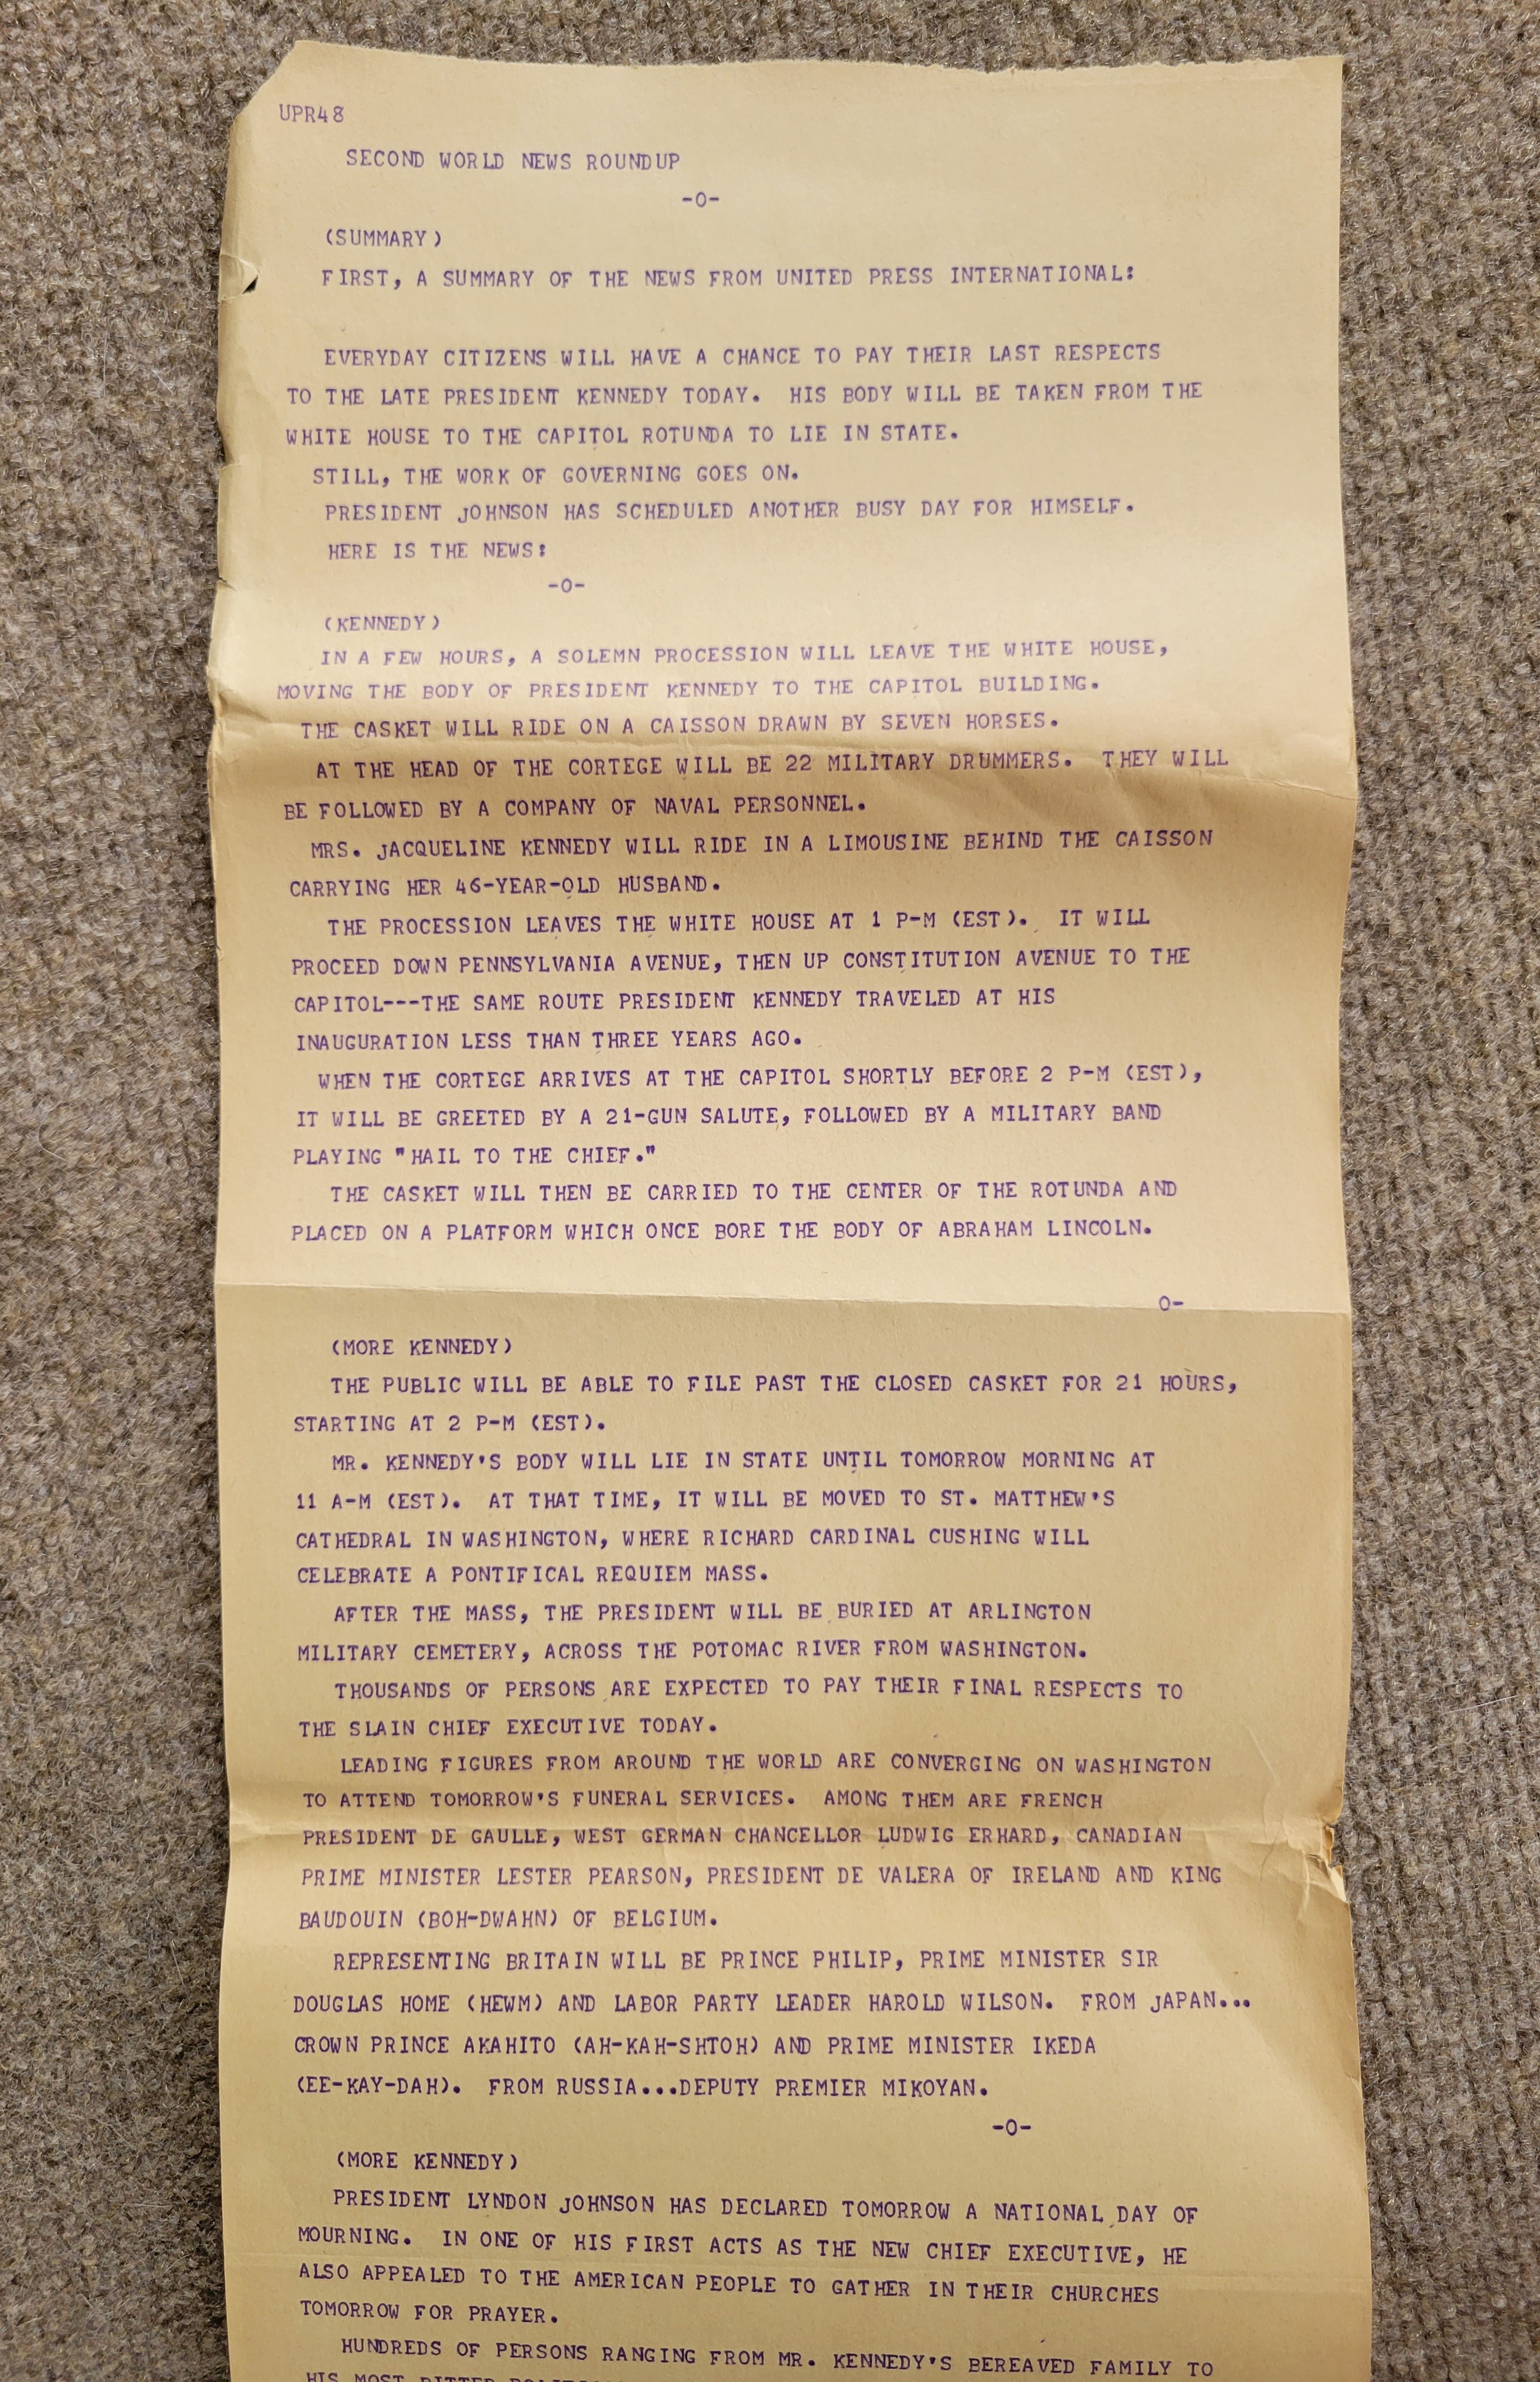 UPR48
SECOND WORLD NEWS ROUNDUP
-0-
(SUMMARY)
FIRST, A SUMMARY OF THE NEWS FROM UNITED PRESS INTERNATIONAL:
EVERYDAY CITIZENS WILL HAVE A CHANCE TO PAY THEIR LAST RESPECTS
TO THE LATE PRESIDENT KENNEDY TODAY. HIS BODY WILL BE TAKEN FROM THE
WHITE HOUSE TO THE CAPITOL ROTUNDA TO LIE IN STATE.
STILL, THE WORK OF GOVERNING GOES ON.
PRESIDENT JOHNSON HAS SCHEDULED ANOTHER BUSY DAY FOR HIMSELF.
HERE IS THE NEWS:
-0-
(KENNEDY)
IN A FEW HOURS, A SOLEMN PROCESSION WILL LEAVE THE WHITE HOUSE,
MOVING THE BODY OF PRESIDENT KENNEDY TO THE CAPITOL BUILDING.
THE CASKET WILL RIDE ON A CAISSON DRAWN BY SEVEN HORSES.
AT THE HEAD OF THE CORTEGE WILL BE 22 MILITARY DRUMMERS. THEY WILL
BE FOLLOWED BY A COMPANY OF NAVAL PERSONNEL.
MRS. JACQUELINE KENNEDY WILL RIDE IN A LIMOUSINE BEHIND THE CAISSON
CARRYING HER 46-YEAR-OLD HUSBAND.
THE PROCESSION LEAVES THE WHITE HOUSE AT 1 P-M (EST). IT WILL
PROCEED DOWN PENNSYLVANIA AVENUE, THEN UP CONSTITUTION AVENUE TO THE
CAPITOL---THE SAME ROUTE PRESIDENT KENNEDY TRAVELED AT HIS
INAUGURATION LESS THAN THREE YEARS AGO.
WHEN THE CORTEGE ARRIVES AT THE CAPITOL SHORTLY BEFORE 2 P-M (EST),
IT WILL BE GREETED BY A 21-GUN SALUTE, FOLLOWED BY A MILITARY BAND
PLAYING "HAIL TO THE CHIEF."
THE CASKET WILL THEN BE CARRIED TO THE CENTER OF THE ROTUNDA AND
PLACED ON A PLATFORM WHICH ONCE BORE THE BODY OF ABRAHAM LINCOLN.
0-
(MORE KENNEDY)
THE PUBLIC WILL BE ABLE TO FILE PAST THE CLOSED CASKET FOR 21 HOURS,
STARTING AT 2 P-M (EST).
MR. KENNEDY'S BODY WILL LIE IN STATE UNTIL TOMORROW MORNING AT
11 A-M (EST). AT THAT TIME, IT WILL BE MOVED TO ST. MATTHEW'S
CATHEDRAL IN WASHINGTON, WHERE RICHARD CARDINAL CUSHING WILL
CELEBRATE A PONTIFICAL REQUIEM MASS.
AFTER THE MASS, THE PRESIDENT WILL BE BURIED AT ARLINGTON
MILITARY CEMETERY, ACROSS THE POTOMAC RIVER FROM WASHINGTON.
THOUSANDS OF PERSONS ARE EXPECTED TO PAY THEIR FINAL RESPECTS TO
THE SLAIN CHIEF EXECUTIVE TODAY.
LEADING FIGURES FROM AROUND THE WORLD ARE CONVERGING ON WASHINGTON
TO ATTEND TOMORROW'S FUNERAL SERVICES. AMONG THEM ARE FRENCH
PRESIDENT DE GAULLE, WEST GERMAN CHANCELLOR LUDWIG ERHARD, CANADIAN
PRIME MINISTER LESTER PEARSON, PRESIDENT DE VALERA OF IRELAND AND KING
BAUDOUIN (BOH-DWAHN) OF BELGIUM.
REPRESENTING BRITAIN WILL BE PRINCE PHILIP, PRIME MINISTER SIR
DOUGLAS HOME (HEWM) AND LABOR PARTY LEADER HAROLD WILSON. FROM JAPAN...
CROWN PRINCE AKAHITO (AH-KAH-SHTOH) AND PRIME MINISTER IKEDA
(EE-KAY-DAH). FROM RUSSIA...DEPUTY PREMIER MIKOYAN.
-0-
(MORE KENNEDY)
PRESIDENT LYNDON JOHNSON HAS DECLARED TOMORROW A NATIONAL DAY OF
MOURNING. IN ONE OF HIS FIRST ACTS AS THE NEW CHIEF EXECUTIVE, HE
ALSO APPEALED TO THE AMERICAN PEOPLE TO GATHER IN THEIR CHURCHES
TOMORROW FOR PRAYER.
HUNDREDS OF PERSONS RANGING FROM MR. KENNEDY'S BEREAVED FAMILY TO
HIS MOST BITTER